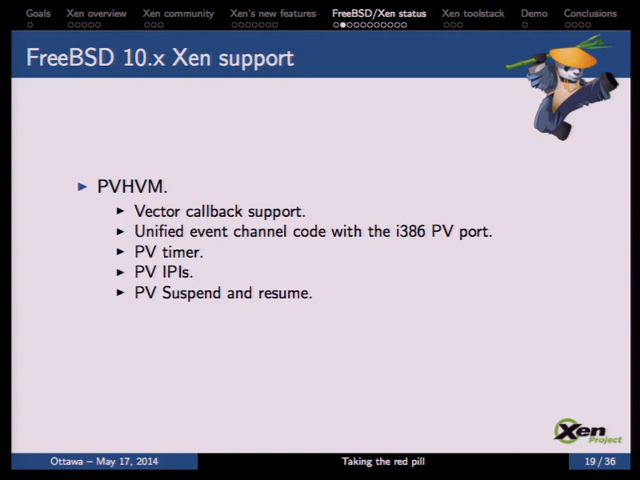 Goals Xen overview Xen community Xen's new features FreeBSD/Xen status Xen toolstack Demo Conclusions
FreeBSD 10.x Xen support
PVHVM.
Vector callback support.
Unified event channel code with the i386 PV port.
PV timer.
PV IPIs.
PV Suspend and resume.
Xen
Project
Ottawa – May 17, 2014 Taking the red pill 19 / 36